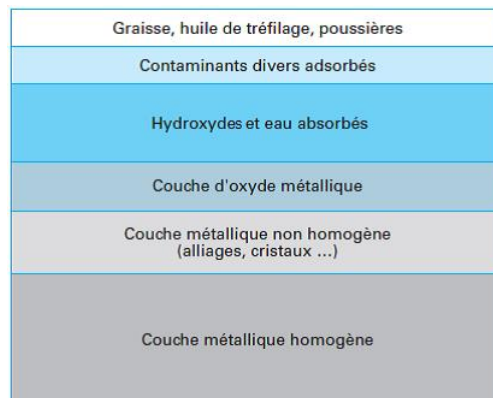 Graisse, huile de tréfilage, poussières
Contaminants divers adsorbés
Hydroxydes et eau absorbés
Couche d'oxyde métallique
Couche métallique non homogène
(alliages, cristaux ...)
Couche métallique homogène